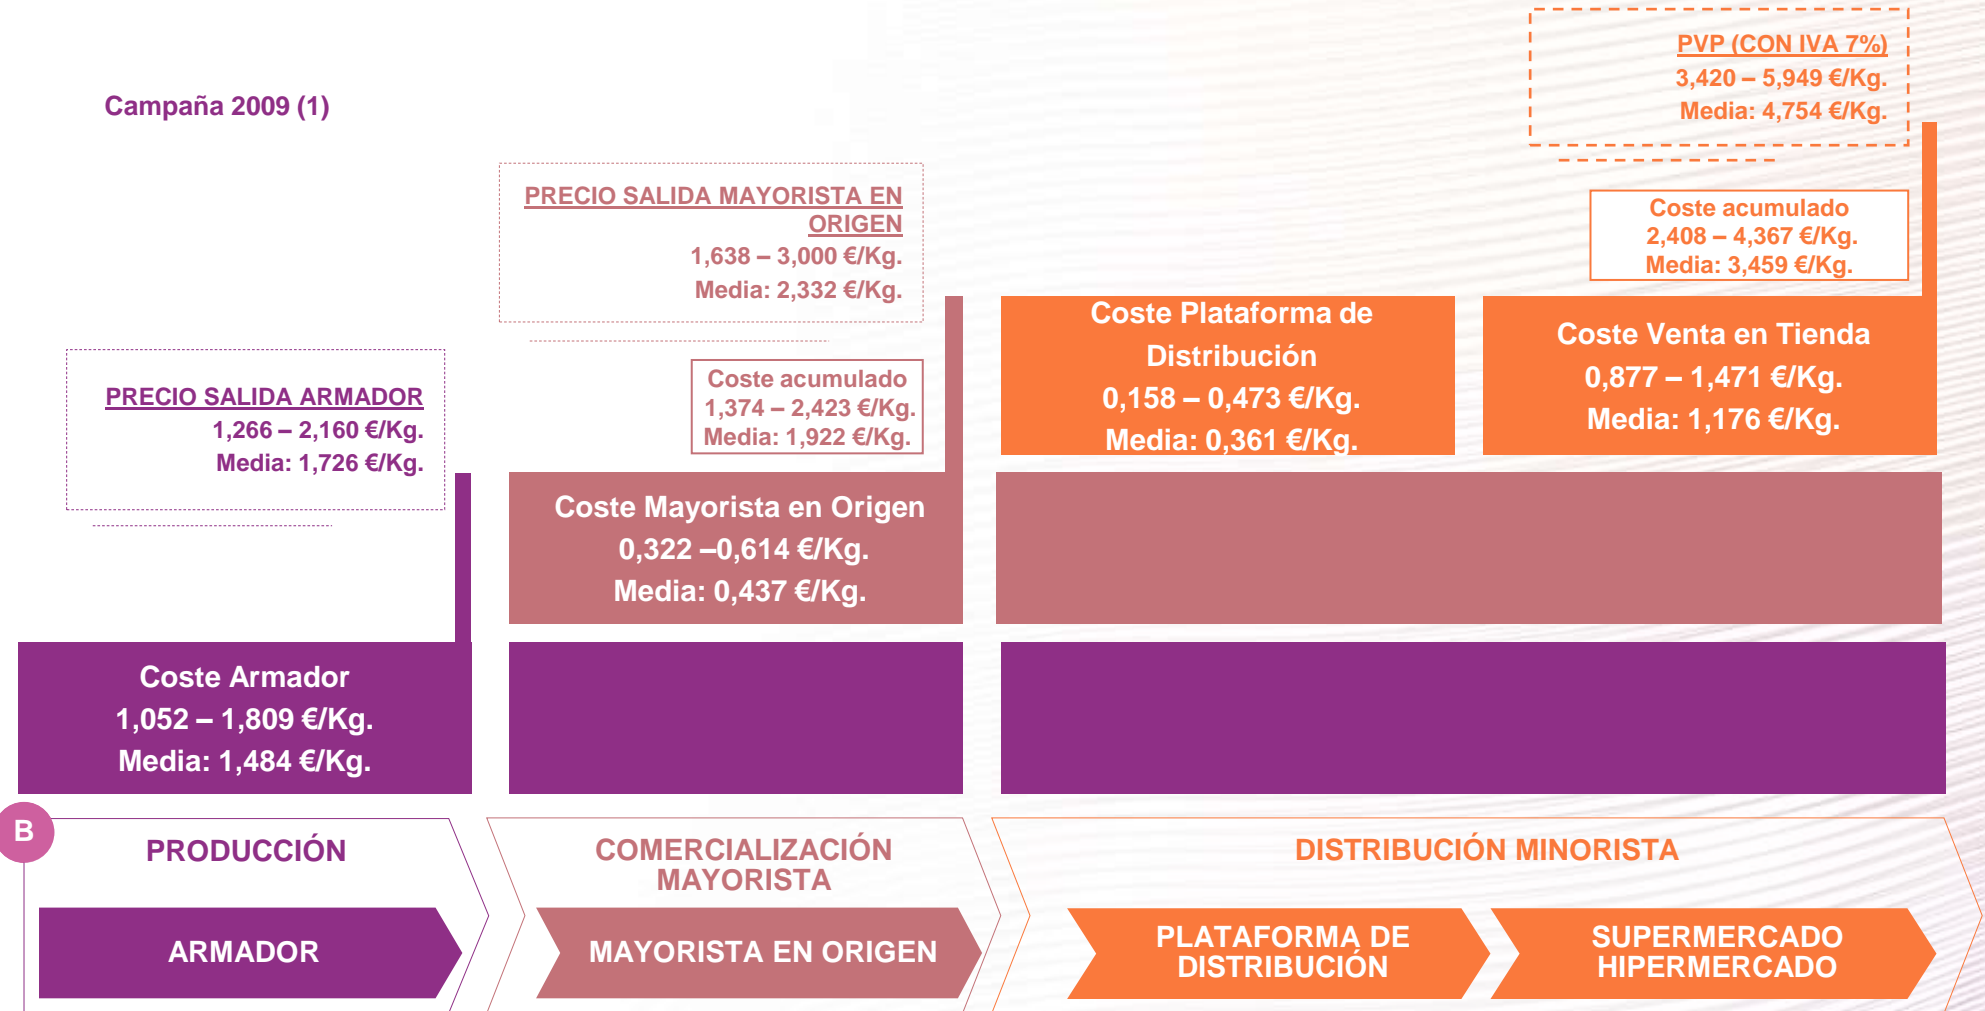 Campaña 2009 (1)
PVP (CON IVA 7%)
3,420 – 5,949 €/Kg.
Media: 4,754 €/Kg.
PRECIO SALIDA MAYORISTA EN
ORIGEN
1,638 – 3,000 €/Kg.
Media: 2,332 €/Kg.
Coste acumulado
2,408 – 4,367 €/Kg.
Media: 3,459 €/Kg.
PRECIO SALIDA ARMADOR
1,266 – 2,160 €/Kg.
Media: 1,726 €/Kg.
Coste acumulado
1,374 – 2,423 €/Kg.
Media: 1,922 €/Kg.
Coste Plataforma de
Distribución
0,158 – 0,473 €/Kg.
Media: 0,361 €/Kg.
Coste Venta en Tienda
0,877 – 1,471 €/Kg.
Media: 1,176 €/Kg.
Coste Mayorista en Origen
0,322 –0,614 €/Kg.
Media: 0,437 €/Kg.
Coste Armador
1,052 – 1,809 €/Kg.
Media: 1,484 €/Kg.
B
PRODUCCIÓN
COMERCIALIZACIÓN
MAYORISTA
DISTRIBUCIÓN MINORISTA
ARMADOR
MAYORISTA EN ORIGEN
PLATAFORMA DE
DISTRIBUCIÓN
SUPERMERCADO
HIPERMERCADO